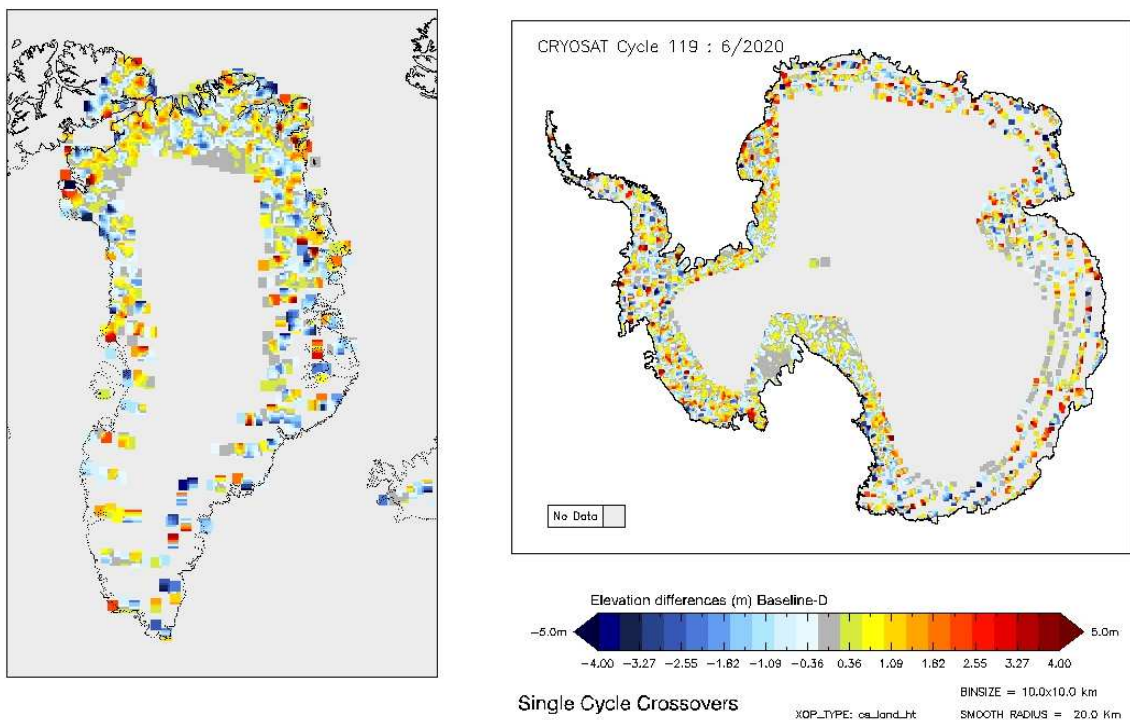 CRYOSAT Cycle 119 : 6/2020
No Data
Elevation differences (m) Baseline-D
-5.0m 5.0m
-4.00 -3.27 -2.55 -1.82 -1.09 -0.36 0.36 1.09 1.82 2.55 3.27 4.00
Single Cycle Crossovers
BINSIZE = 10.0x10.0 km
XOP_TYPE: cs_land_ht SMOOTH RADIUS = 20.0 Km